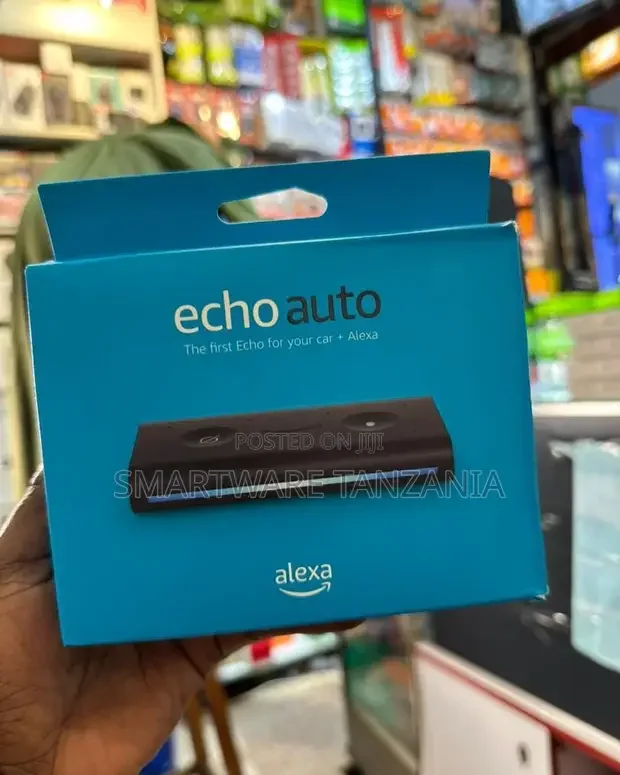 echo auto
The first Echo for your car + Alexa
POSTED ON JIJI
SMARTWARE TANZANIA
alexa